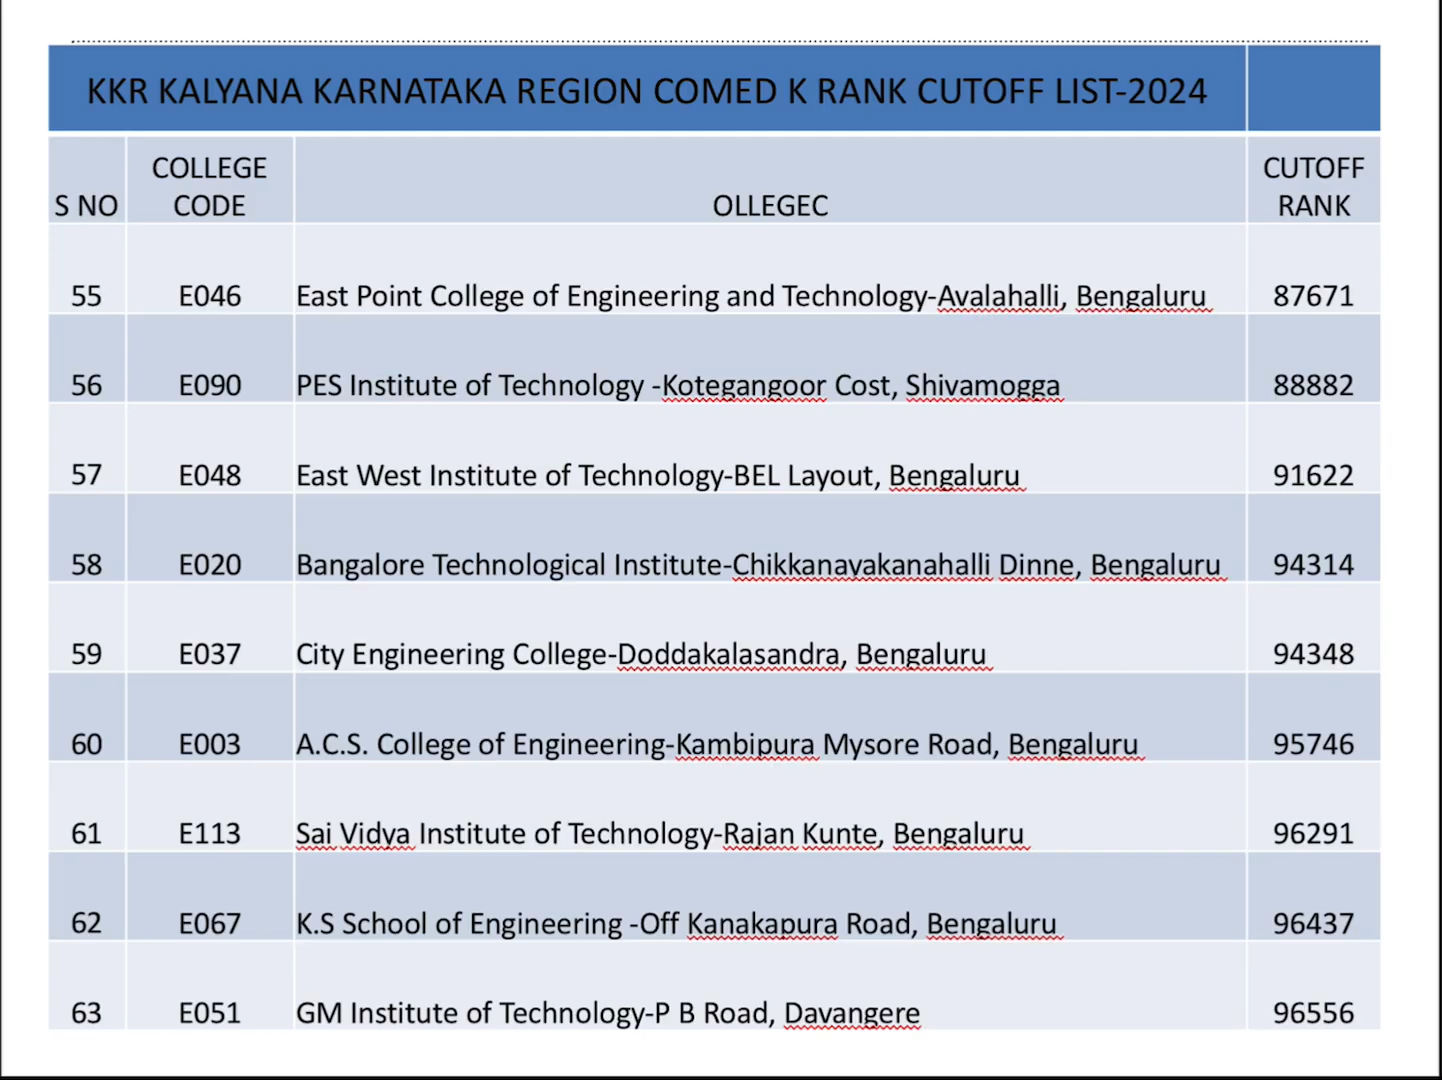 KKR KALYANA KARNATAKA REGION COMED K RANK CUTOFF LIST-2024
S NO COLLEGE CODE OLLEGEC CUTOFF RANK
55 E046 East Point College of Engineering and Technology-Avalahalli, Bengaluru 87671
56 E090 PES Institute of Technology -Kotegangoor Cost, Shivamogga 88882
57 E048 East West Institute of Technology-BEL Layout, Bengaluru 91622
58 E020 Bangalore Technological Institute-Chikkanayakanahalli Dinne, Bengaluru 94314
59 E037 City Engineering College-Doddakalasandra, Bengaluru 94348
60 E003 A.C.S. College of Engineering-Kambipura Mysore Road, Bengaluru 95746
61 E113 Sai Vidya Institute of Technology-Rajan Kunte, Bengaluru 96291
62 E067 K.S School of Engineering -Off Kanakapura Road, Bengaluru 96437
63 E051 GM Institute of Technology-P B Road, Davangere 96556